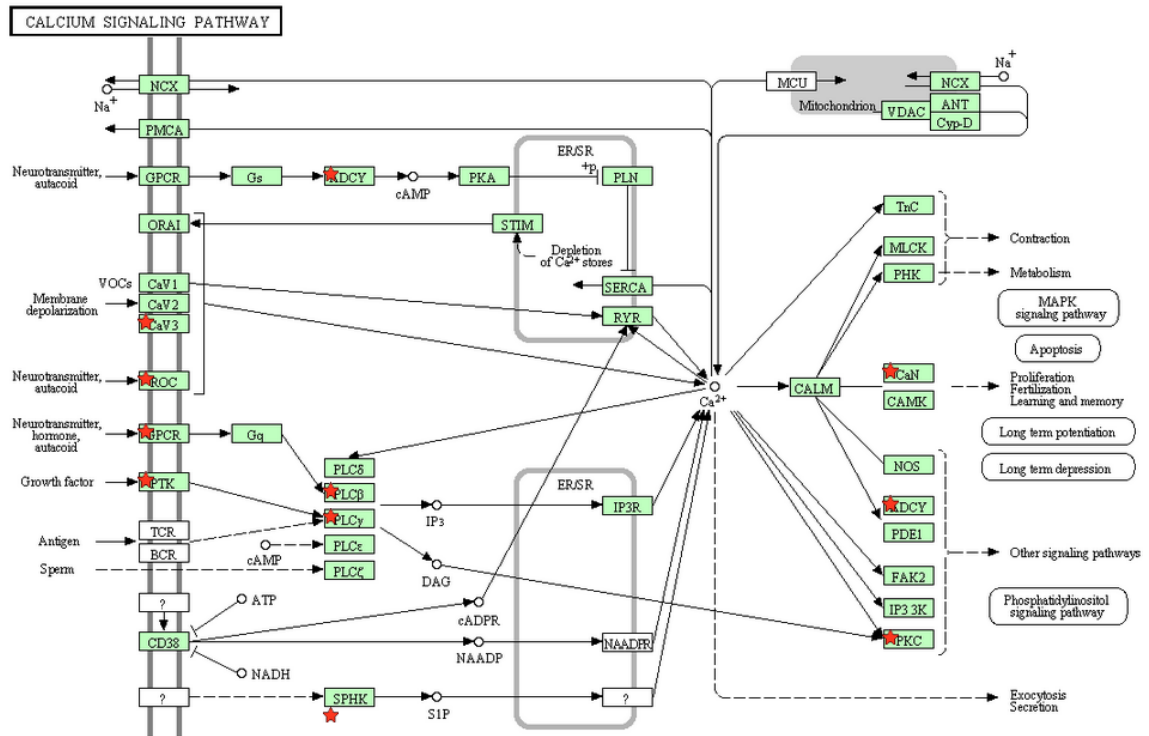 CALCIUM SIGNALING PATHWAY
NCX
Na+
PMCA
MCU
Mitochondrion
NCX
Na+
VDAC
ANT
Cyp-D
Neurotransmitter,
autacoid
GPCR
Gs
ADCY
cAMP
PKA
+p
ER/SR
PLN
ORAI
STIM
Depletion
of Ca2+ stores
SERCA
RYR
VOCs
CaV1
CaV2
CaV3
Membrane
depolarization
Neurotransmitter,
autacoid
ROC
Neurotransmitter,
hormone,
autacoid
GPCR
Gq
Growth factor
PTK
Antigen
TCR
BCR
Sperm
PLCδ
PLCβ
PLCγ
PLCε
PLCζ
cAMP
IP3
DAG
ER/SR
IP3R
?
ATP
CD38
NADH
cADPR
NAADP
NAADPR
?
SPHK
S1P
?
Ca2+
CALM
TnC
MLCK
PHK
CaN
CAMK
NOS
ADCY
PDE1
FAK2
IP3 3K
PKC
Contraction
Metabolism
MAPK
signaling pathway
Apoptosis
Proliferation
Fertilization
Learning and memory
Long term potentiation
Long term depression
Other signaling pathways
Phosphatidylinositol
signaling pathway
Exocytosis
Secretion